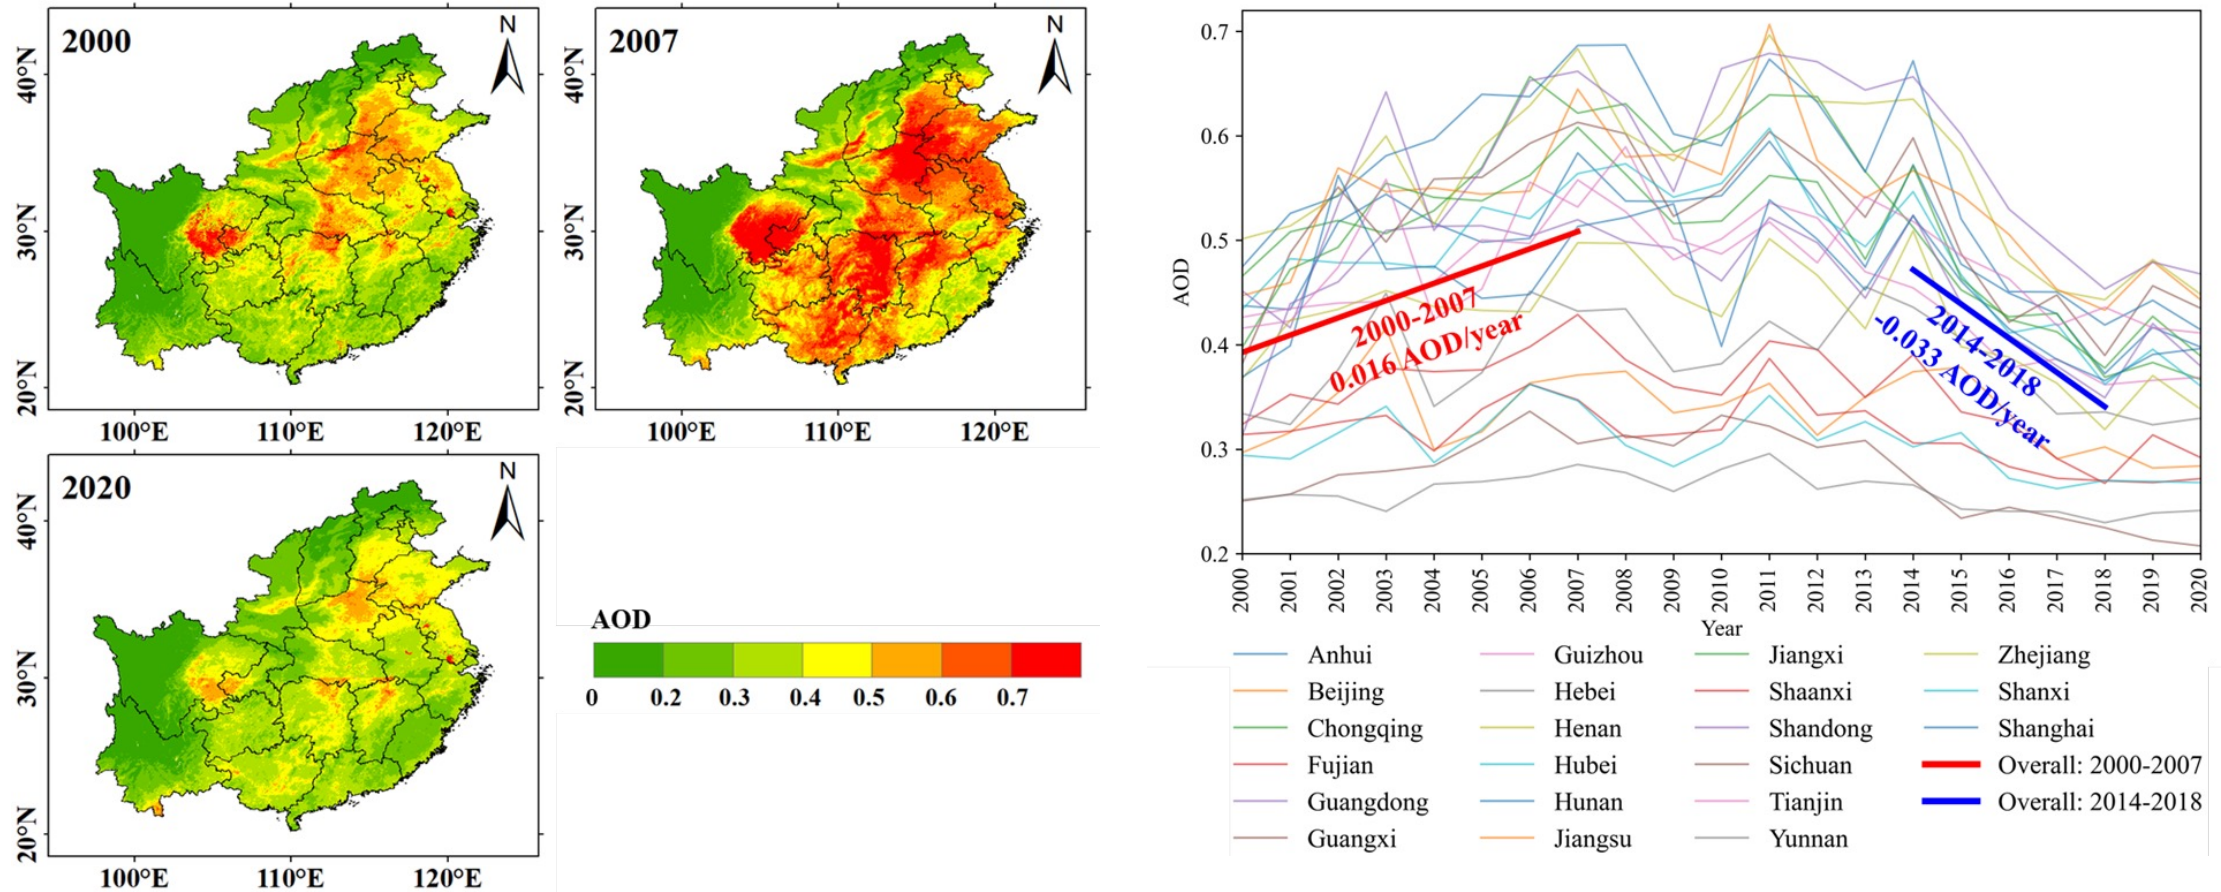 2000
N
40°N
30°N
20°N
100°E
110°E
120°E
2007
N
40°N
30°N
20°N
100°E
110°E
120°E
2020
N
40°N
30°N
20°N
100°E
110°E
120°E
AOD
0 0.2 0.3 0.4 0.5 0.6 0.7
0.7
0.6
0.5
0.4
0.3
0.2
AOD
2000-2007
0.016 AOD/year
2014-2018
-0.033 AOD/year
2000 2001 2002 2003 2004 2005 2006 2007 2008 2009 2010 2011 2012 2013 2014 2015 2016 2017 2018 2019 2020
Year
Anhui
Beijing
Chongqing
Fujian
Guangdong
Guangxi
Guizhou
Hebei
Henan
Hubei
Hunan
Jiangsu
Jiangxi
Shaanxi
Shandong
Sichuan
Tianjin
Yunnan
Zhejiang
Shanxi
Shanghai
Overall: 2000-2007
Overall: 2014-2018